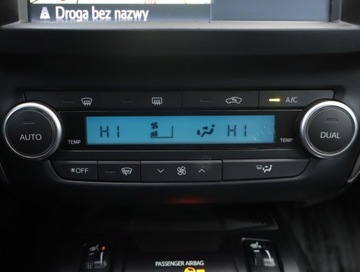 Droga bez nazwy
A/C
AUTO
HI
HI
DUAL
TEMP
TEMP
OFF
PASSENGER AIRBAG